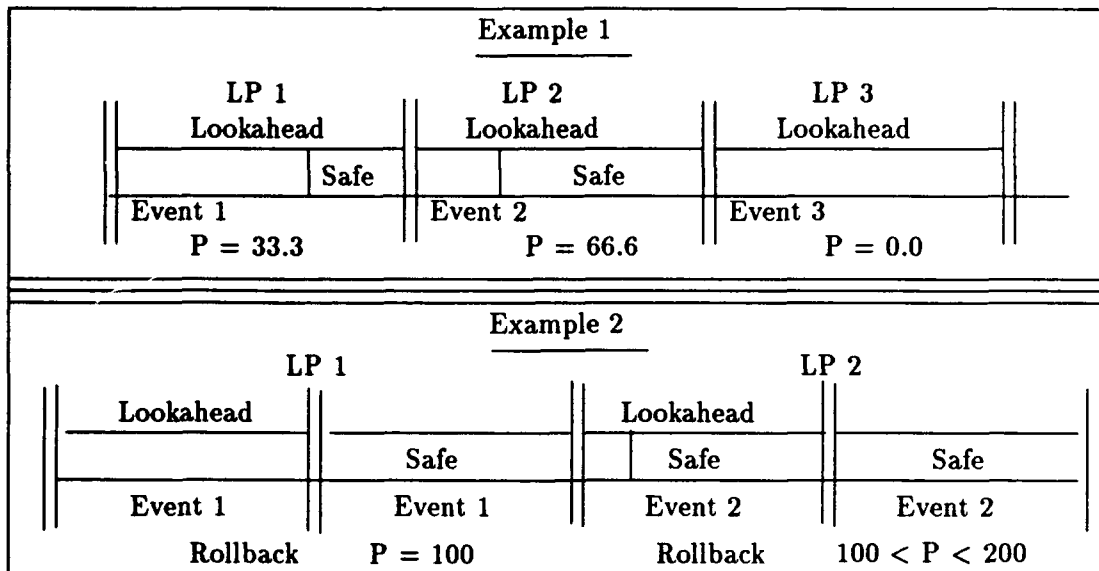 Example 1
LP 1 LP 2 LP 3
Lookahead Lookahead Lookahead
Safe Safe
Event 1 Event 2 Event 3
P = 33.3 P = 66.6 P = 0.0
Example 2
LP 1 LP 2
Lookahead Lookahead
Safe Safe Safe
Event 1 Event 1 Event 2 Event 2
Rollback P = 100 Rollback 100 < P < 200